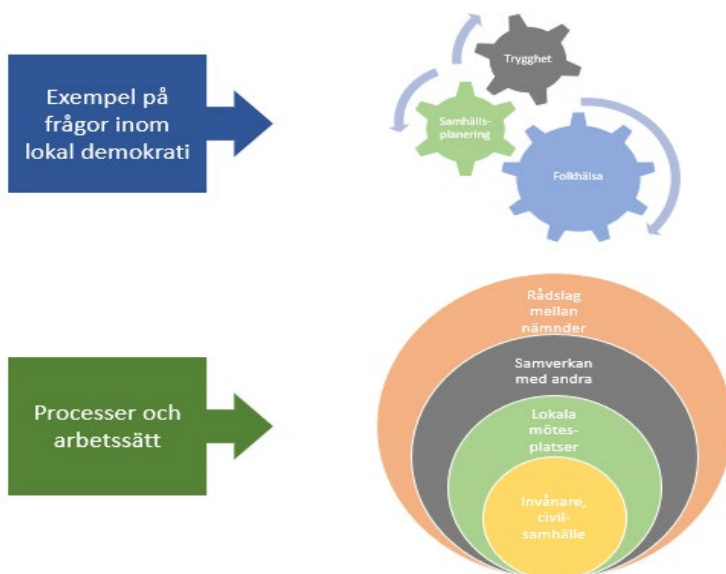 Exempel på
frågor inom
lokal demokrati
Trygghet
Samhälls-
planering
Folkhälsa
Processer och
arbetssätt
Rådslag
mellan
nämnder
Samverkan
med andra
Lokala
mötes-
platser
Invånare,
civil-
samhälle